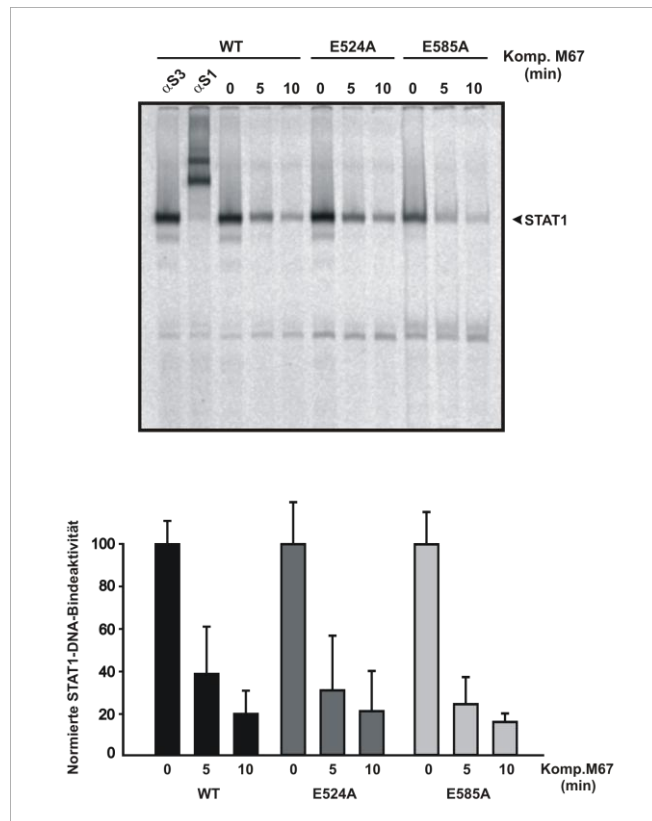 WT E524A E585A
Komp. M67
(min)
αS3 αS1 0 5 10 0 5 10 0 5 10
◄STAT1
Normierte STAT1-DNA-Bindeaktivität
100
80
60
40
20
0
0 5 10 0 5 10 0 5 10 Komp.M67
(min)
WT E524A E585A